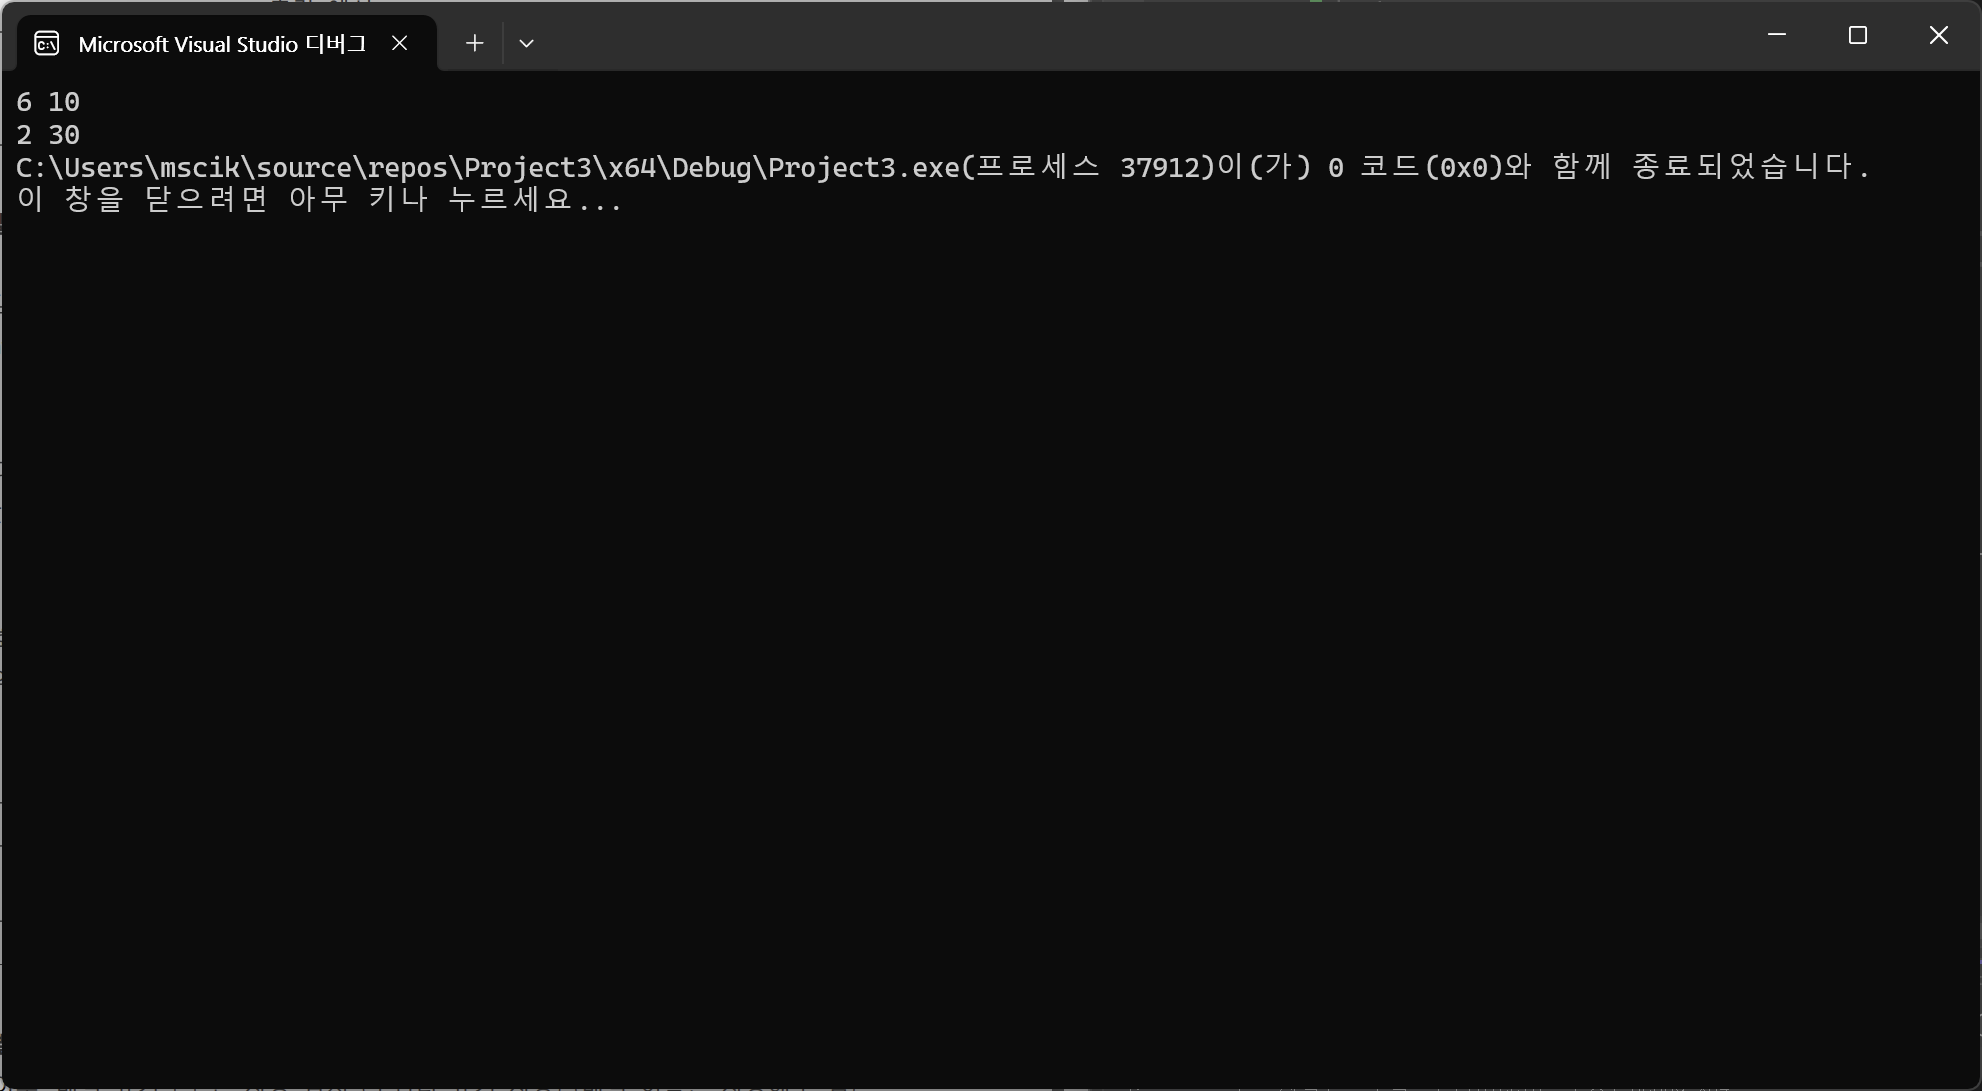 Microsoft Visual Studio 디버그
6 10
2 30
C:\Users\mscik\source\repos\Project3\x64\Debug\Project3.exe(프로세스 37912)이(가) 0 코드(0x0)와 함께 종료되었습니다.
이 창을 닫으려면 아무 키나 누르세요...